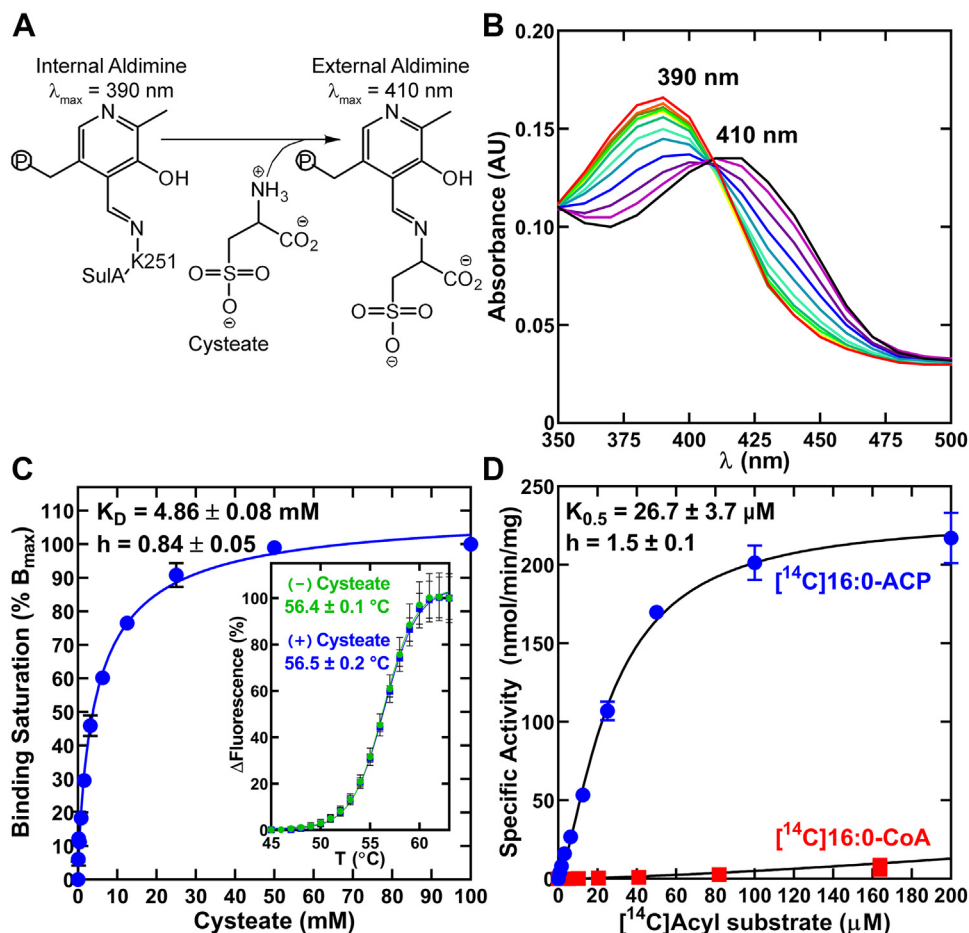 A
Internal Aldimine
λmax = 390 nm
External Aldimine
λmax = 410 nm
N
P
OH
N
SulA
K251
⊕
NH3
⊖
CO2
O
S
O
O
⊖
Cysteate
N
P
OH
N
⊖
CO2
O
S
O
O
⊖
B
390 nm
410 nm
Absorbance (AU)
0.20
0.15
0.10
0.05
0
350 375 400 425 450 475 500
λ (nm)
C
KD = 4.86 ± 0.08 mM
h = 0.84 ± 0.05
Binding Saturation (% Bmax)
110
100
90
80
70
60
50
40
30
20
10
0
0 10 20 30 40 50 60 70 80 90 100
Cysteate (mM)
(−) Cysteate
56.4 ± 0.1 °C
(+) Cysteate
56.5 ± 0.2 °C
ΔFluorescence (%)
100
80
60
40
20
0
45 50 55 60
T (°C)
D
K0.5 = 26.7 ± 3.7 µM
h = 1.5 ± 0.1
[14C]16:0-ACP
[14C]16:0-CoA
Specific Activity (nmol/min/mg)
250
200
150
100
50
0
0 20 40 60 80 100 120 140 160 180 200
[14C]Acyl substrate (µM)